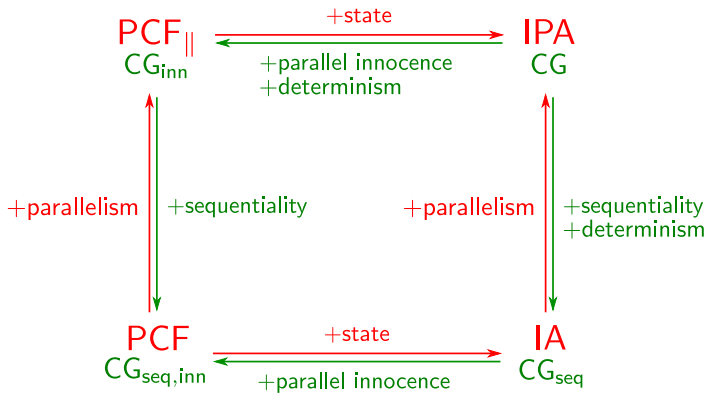 +state
PCF∥ IPA
CG_inn CG
+parallel innocence
+determinism
+parallelism +sequentiality +parallelism +sequentiality
+determinism
+state
PCF IA
CG_seq,inn CG_seq
+parallel innocence